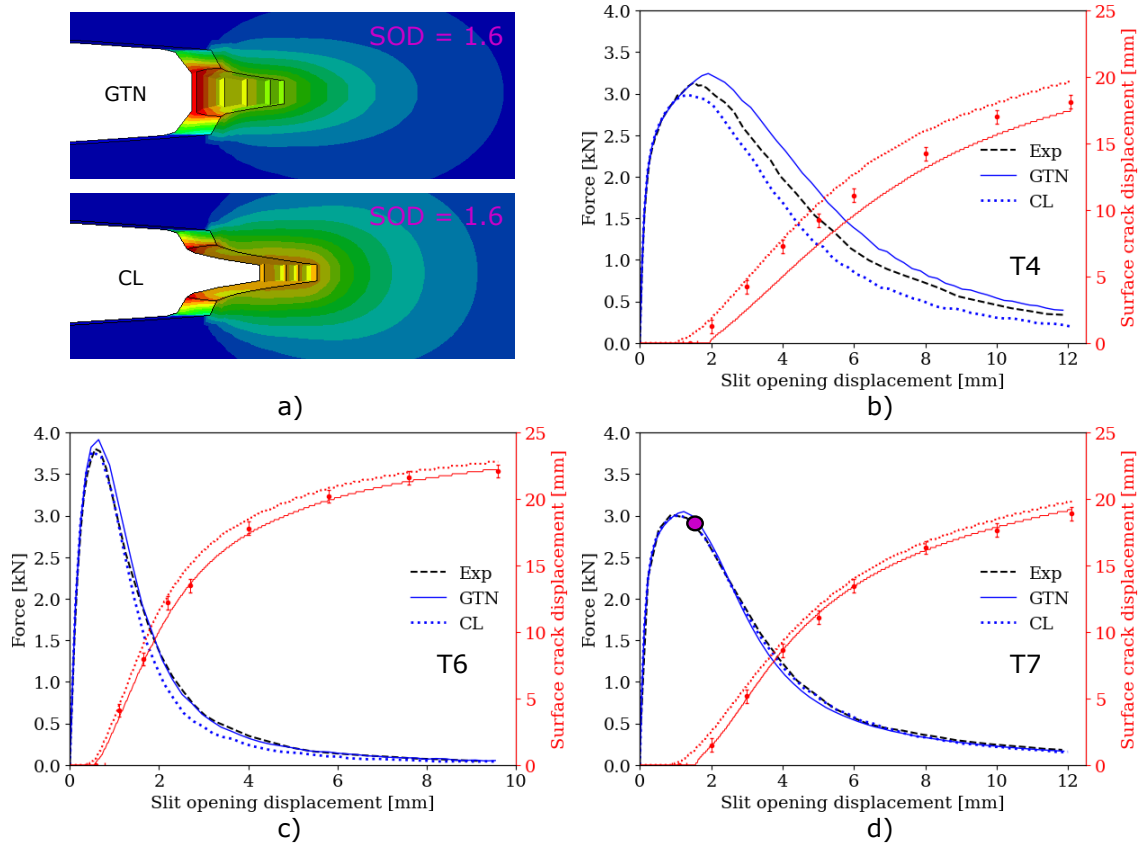 SOD = 1.6
GTN
SOD = 1.6
CL
a)
4.0
3.5
3.0
2.5
2.0
1.5
1.0
0.5
0.0
Force [kN]
0 2 4 6 8 10 12
Slit opening displacement [mm]
25
20
15
10
5
0
Surface crack displacement [mm]
Exp
GTN
CL
T4
b)
4.0
3.5
3.0
2.5
2.0
1.5
1.0
0.5
0.0
Force [kN]
0 2 4 6 8 10
Slit opening displacement [mm]
25
20
15
10
5
0
Surface crack displacement [mm]
Exp
GTN
CL
T6
c)
4.0
3.5
3.0
2.5
2.0
1.5
1.0
0.5
0.0
Force [kN]
0 2 4 6 8 10 12
Slit opening displacement [mm]
25
20
15
10
5
0
Surface crack displacement [mm]
Exp
GTN
CL
T7
d)